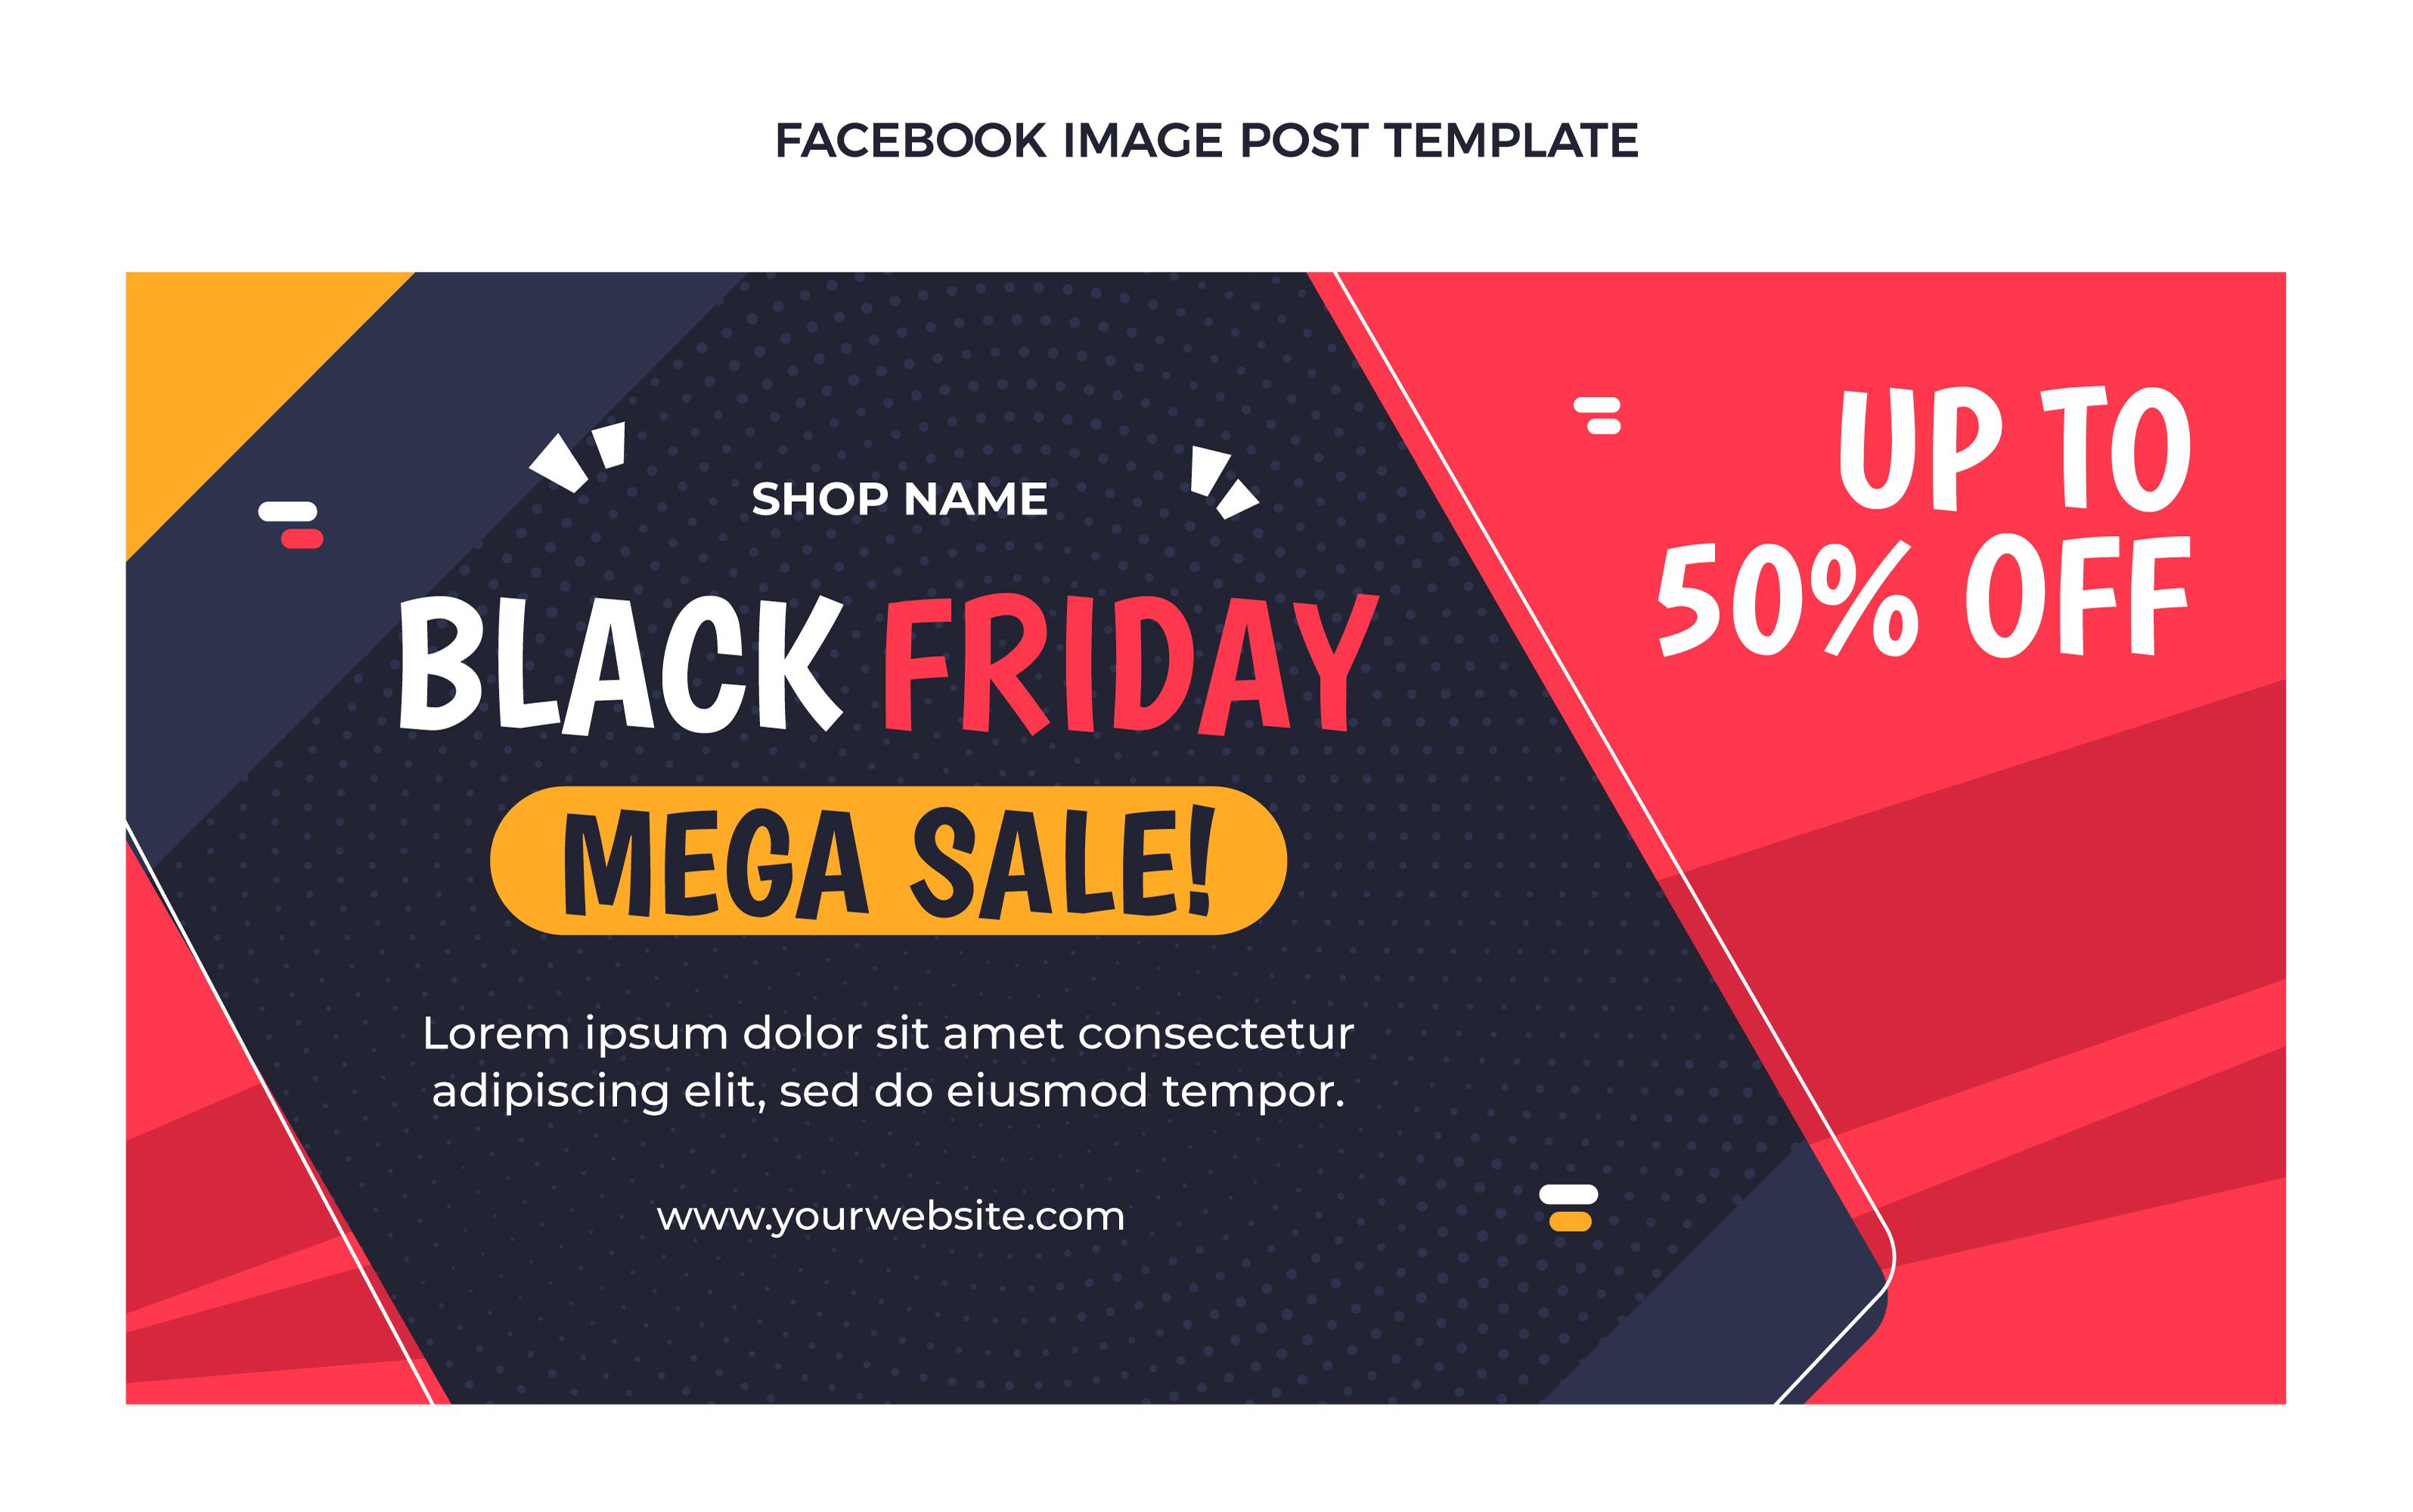 FACEBOOK IMAGE POST TEMPLATE
SHOP NAME
BLACK FRIDAY
MEGA SALE!
Lorem ipsum dolor sit amet consectetur
adipiscing elit, sed do eiusmod tempor.
www.yourwebsite.com
UP TO
50% OFF